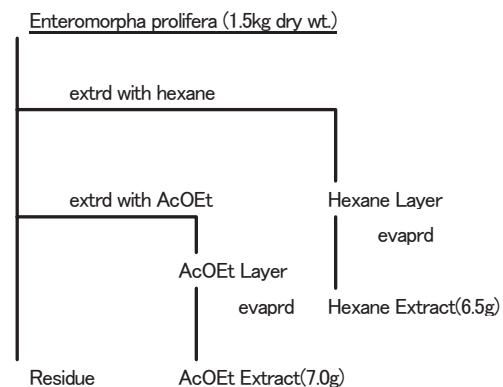 Enteromorpha prolifera (1.5kg dry wt.)
extrd with hexane
extrd with AcOEt
Hexane Layer
evaprd
AcOEt Layer
evaprd
Hexane Extract(6.5g)
Residue
AcOEt Extract(7.0g)